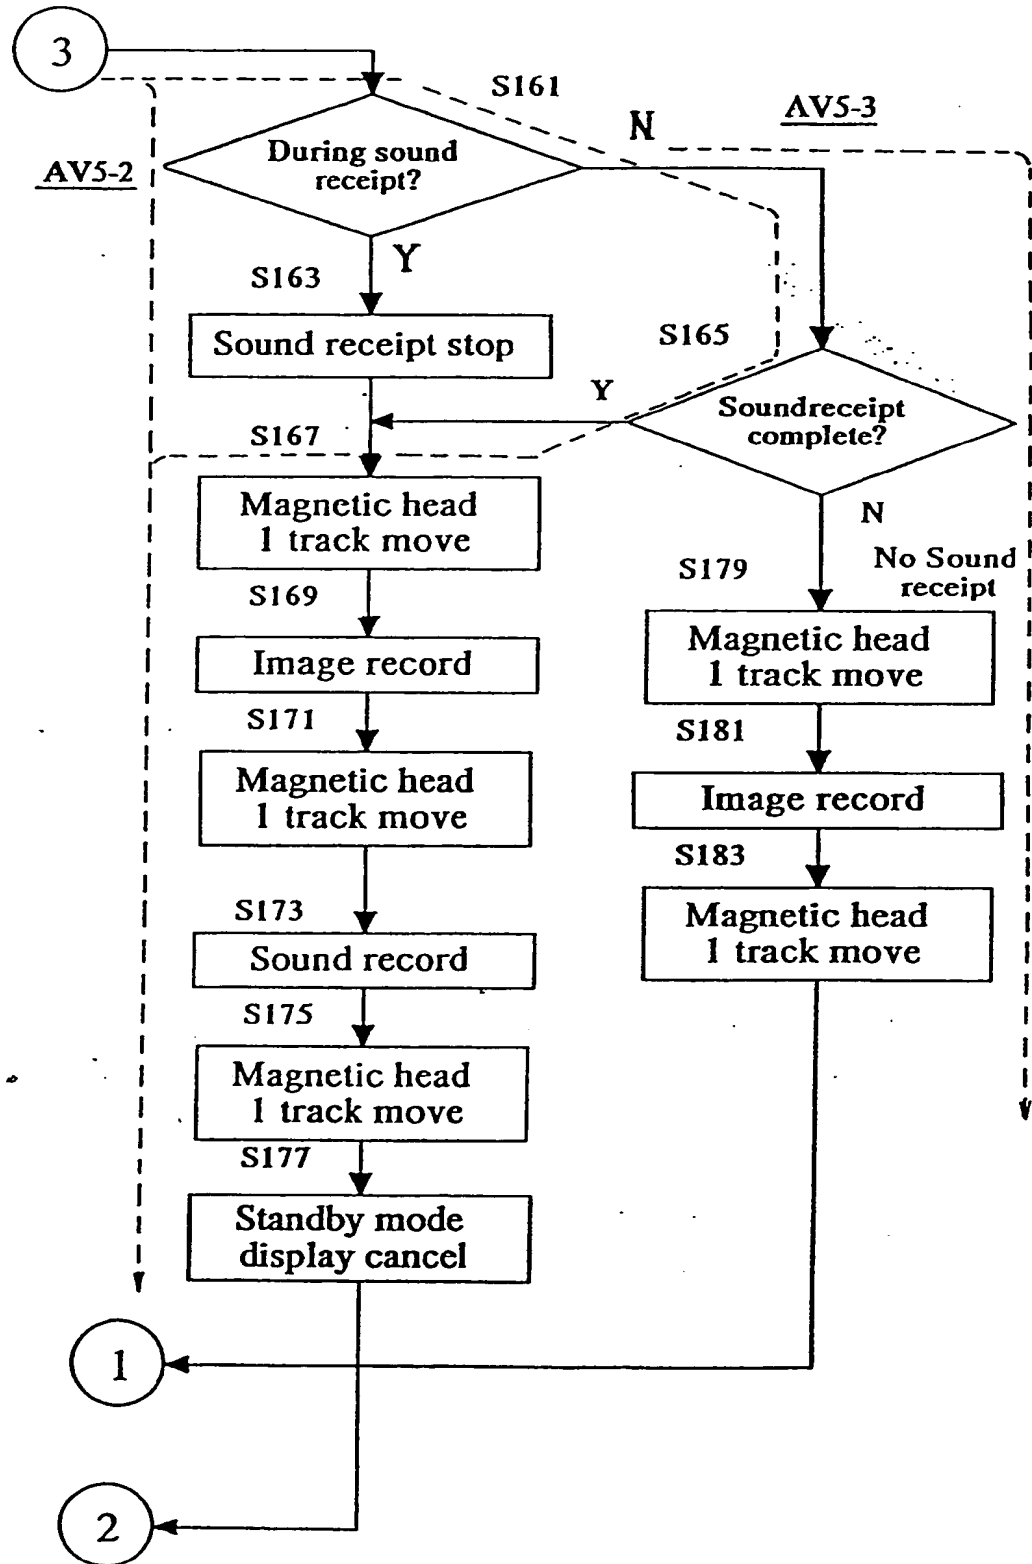 3
S161
N
AV5-3
During sound
receipt?
AV5-2
Y
S163
Sound receipt stop
S165
Y
Soundreceipt
complete?
S167
Magnetic head
1 track move
N
No Sound
receipt
S179
S169
Magnetic head
1 track move
Image record
S171
S181
Magnetic head
1 track move
Image record
S183
S173
Magnetic head
1 track move
Sound record
S175
Magnetic head
1 track move
S177
Standby mode
display cancel
1
2